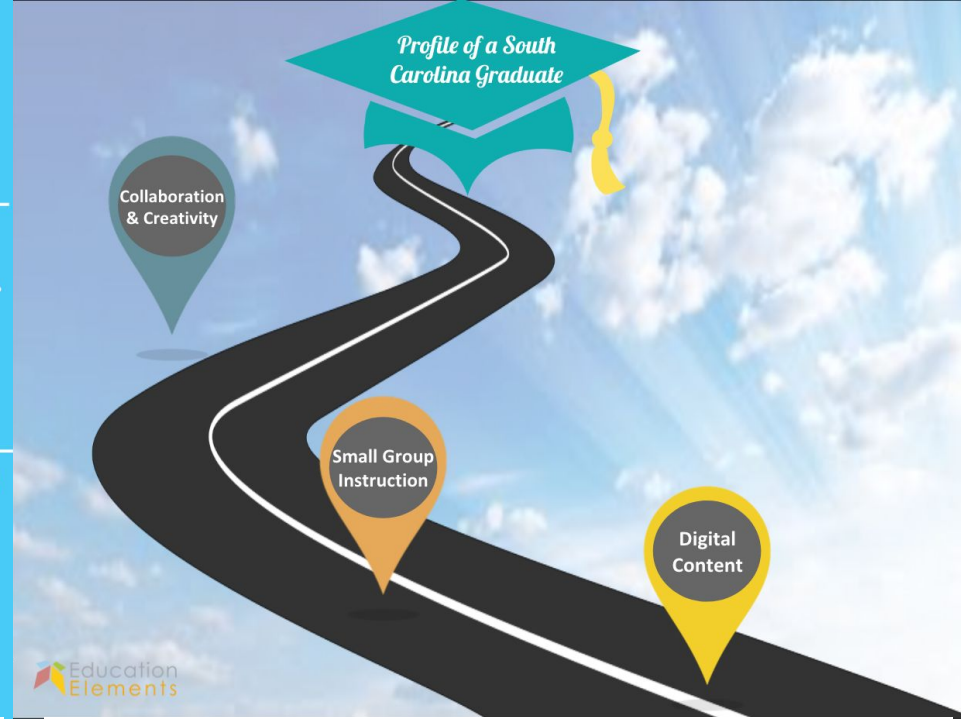 Profile of a South
Carolina Graduate
Collaboration
& Creativity
Small Group
Instruction
Digital
Content
Education
Elements